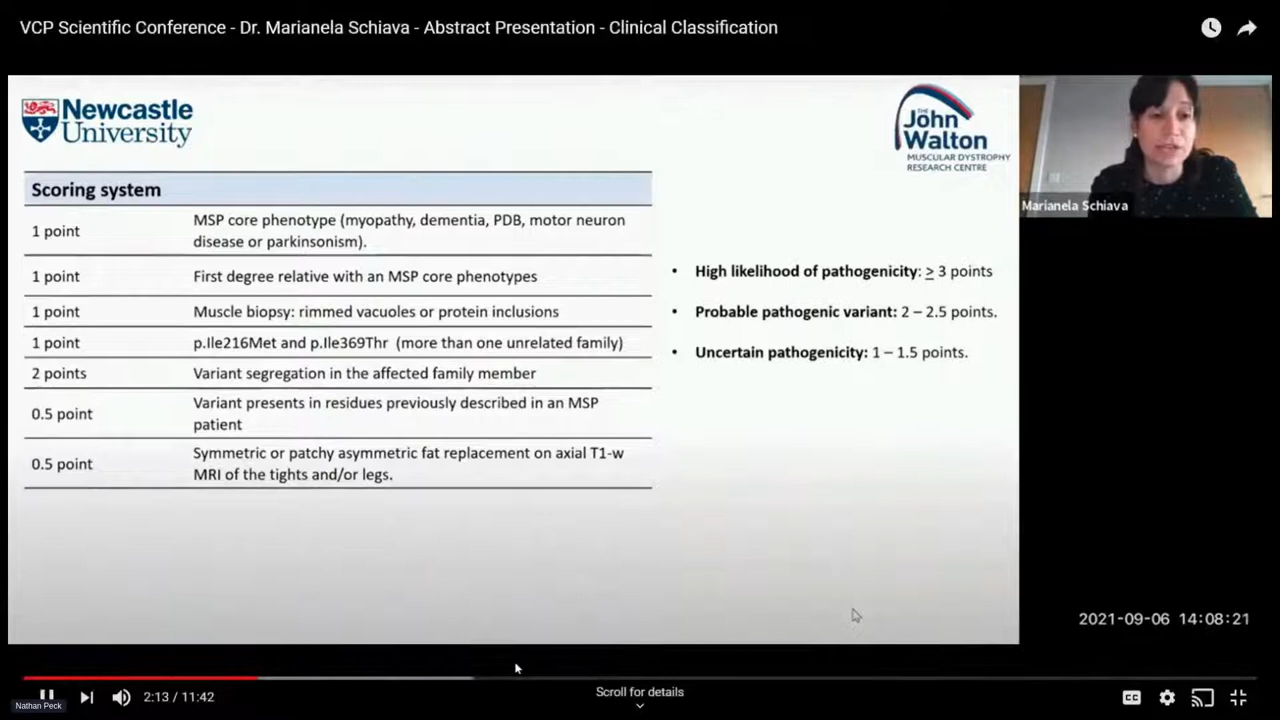 VCP Scientific Conference - Dr. Marianela Schiava - Abstract Presentation - Clinical Classification
Newcastle
University
THE
John
Walton
MUSCULAR DYSTROPHY
RESEARCH CENTRE
Marianela Schiava
Scoring system
1 point MSP core phenotype (myopathy, dementia, PDB, motor neuron
disease or parkinsonism).
1 point First degree relative with an MSP core phenotypes
1 point Muscle biopsy: rimmed vacuoles or protein inclusions
1 point p.Ile216Met and p.Ile369Thr (more than one unrelated family)
2 points Variant segregation in the affected family member
0.5 point Variant presents in residues previously described in an MSP
patient
0.5 point Symmetric or patchy asymmetric fat replacement on axial T1-w
MRI of the tights and/or legs.
• High likelihood of pathogenicity: ≥ 3 points
• Probable pathogenic variant: 2 – 2.5 points.
• Uncertain pathogenicity: 1 – 1.5 points.
2021-09-06 14:08:21
2:13 / 11:42
Scroll for details
CC
Nathan Peck